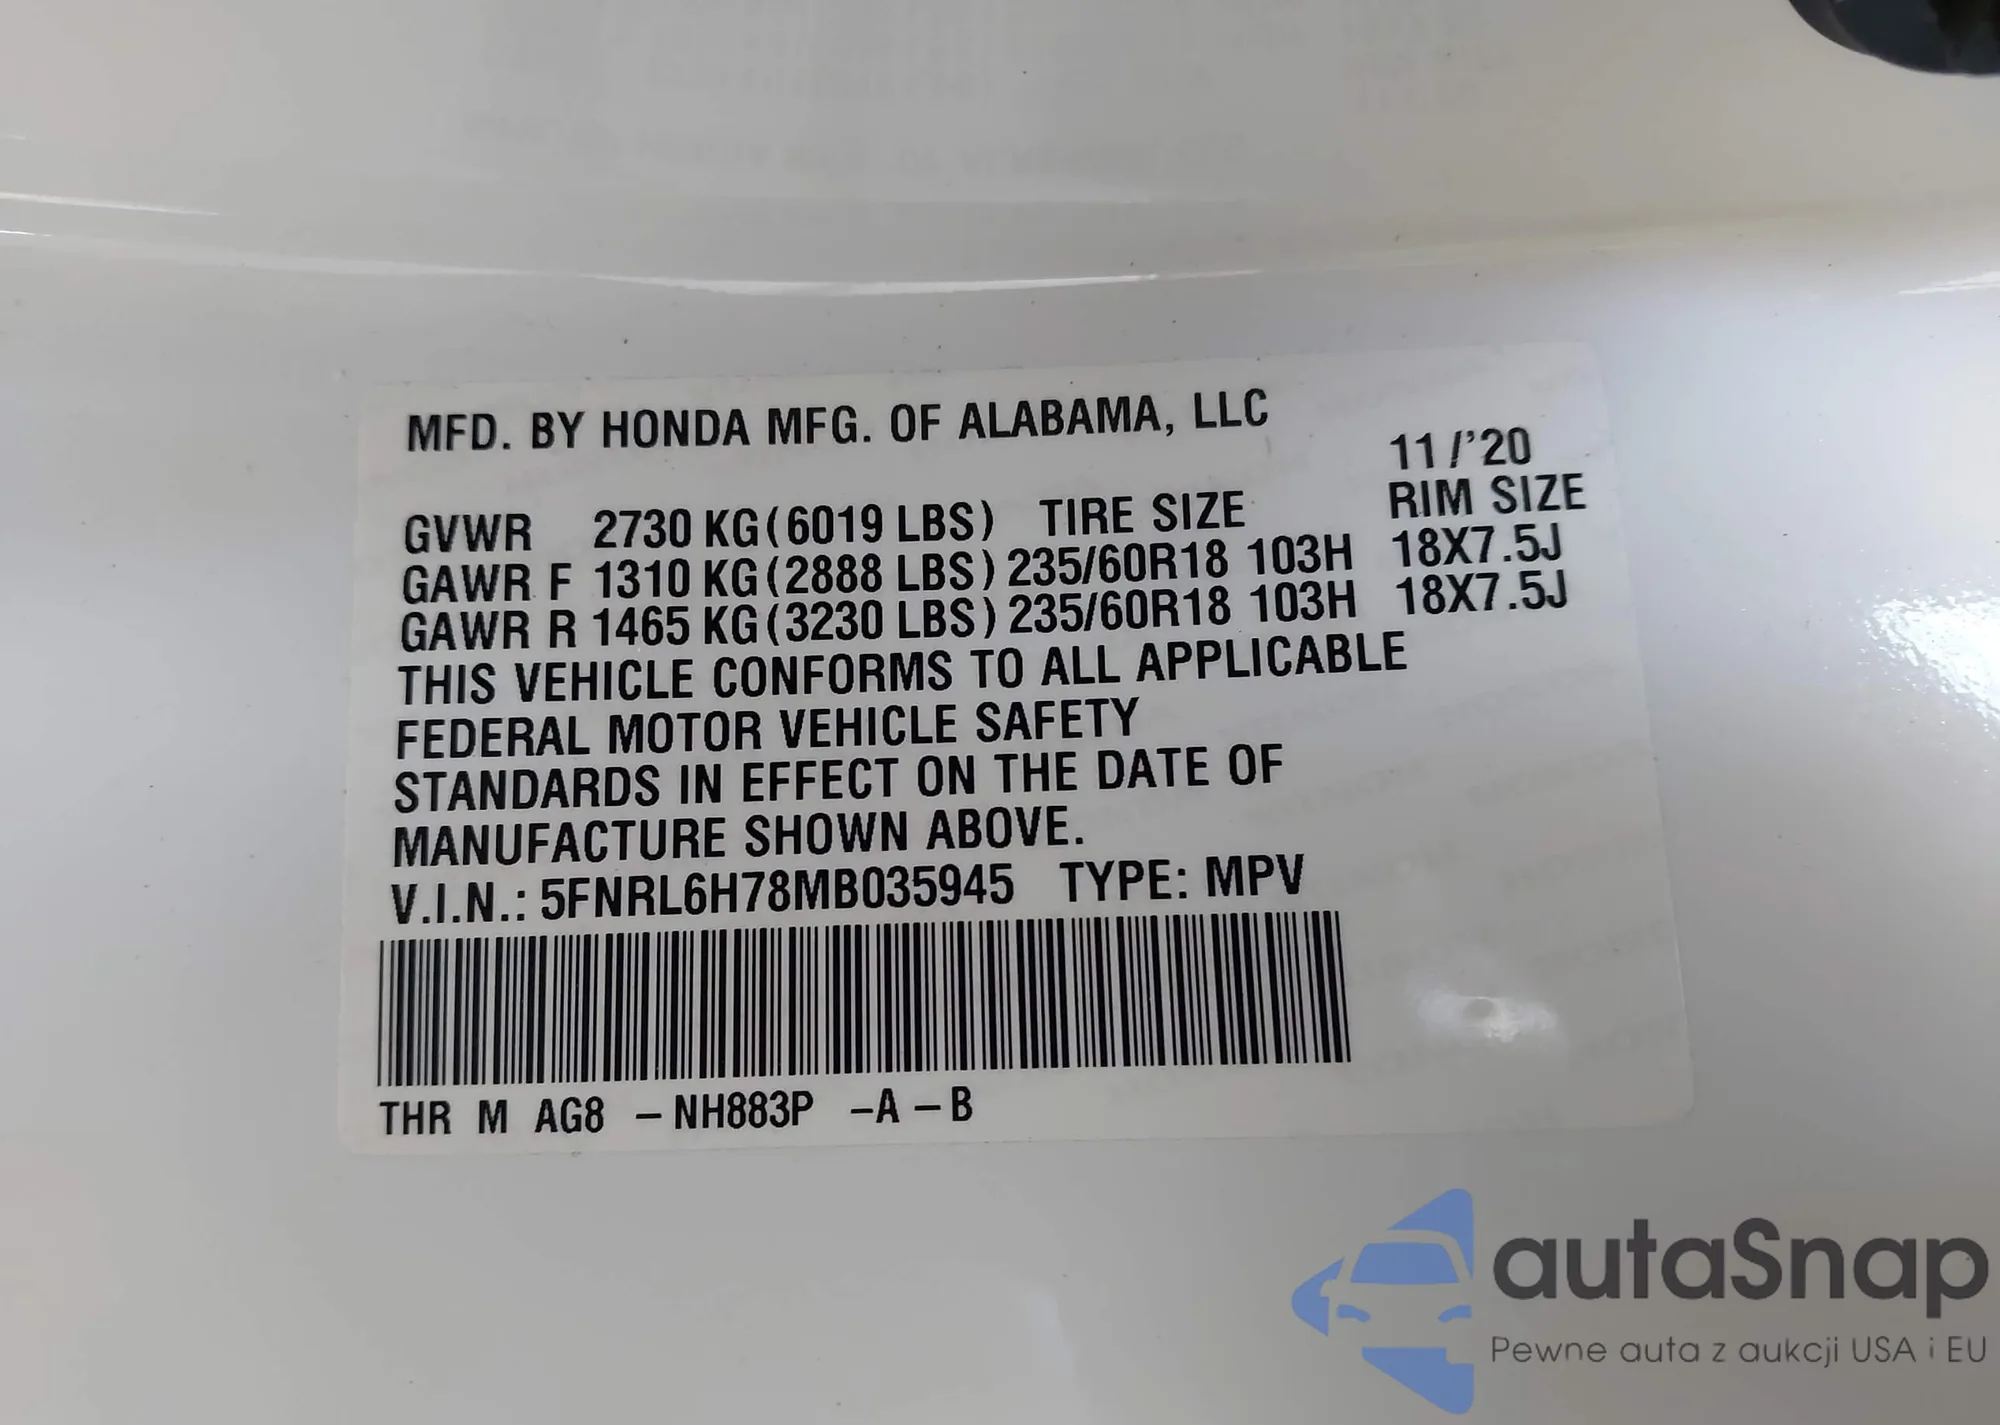 MFD. BY HONDA MFG. OF ALABAMA, LLC
11/'20
GVWR 2730 KG(6019 LBS) TIRE SIZE RIM SIZE
GAWR F 1310 KG(2888 LBS) 235/60R18 103H 18X7.5J
GAWR R 1465 KG(3230 LBS) 235/60R18 103H 18X7.5J
THIS VEHICLE CONFORMS TO ALL APPLICABLE
FEDERAL MOTOR VEHICLE SAFETY
STANDARDS IN EFFECT ON THE DATE OF
MANUFACTURE SHOWN ABOVE.
V.I.N.: 5FNRL6H78MB035945 TYPE: MPV
THR M AG8 –NH883P –A –B
autaSnap
Pewne auta z aukcji USA i EU